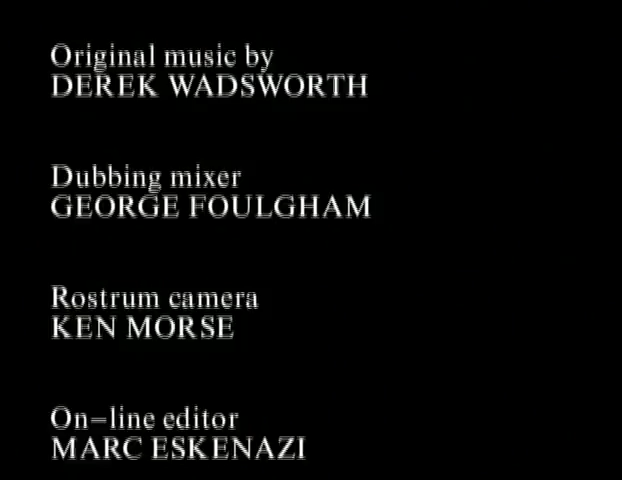 Original music by
DEREK WADSWORTH
Dubbing mixer
GEORGE FOULGHAM
Rostrum camera
KEN MORSE
On-line editor
MARC ESKENAZI